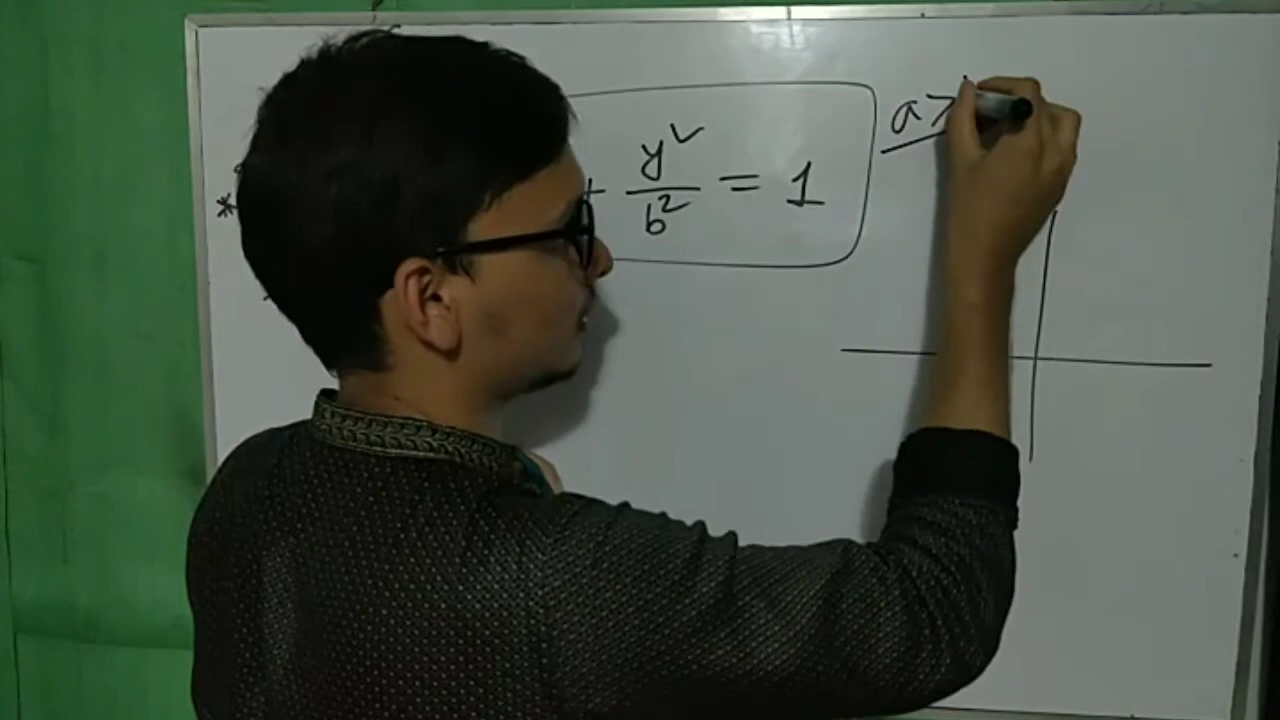 * + y²/b² = 1
a>